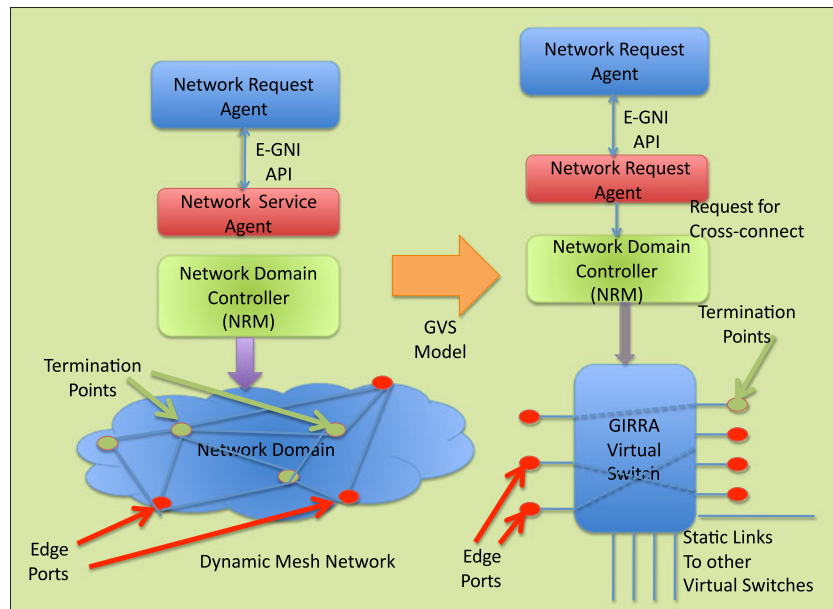 Network Request
Agent
E-GNI
API
Network Service
Agent
Network Domain
Controller
(NRM)
Termination
Points
Network Domain
Edge
Ports
Dynamic Mesh Network
GVS
Model
Network Request
Agent
E-GNI
API
Network Request
Agent
Request for
Cross-connect
Network Domain
Controller
(NRM)
Termination
Points
GIRRA
Virtual
Switch
Edge
Ports
Static Links
To other
Virtual Switches